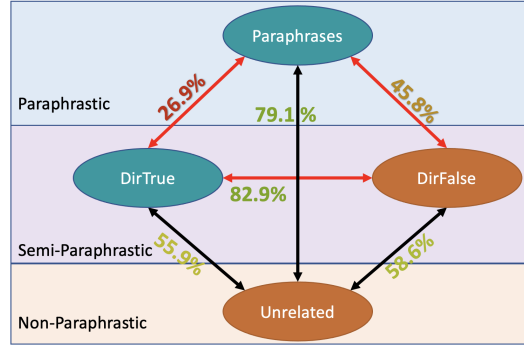 Paraphrases
26.9%
79.1%
45.8%
Paraphrastic
DirTrue
DirFalse
82.9%
55.9%
58.6%
Semi-Paraphrastic
Unrelated
Non-Paraphrastic